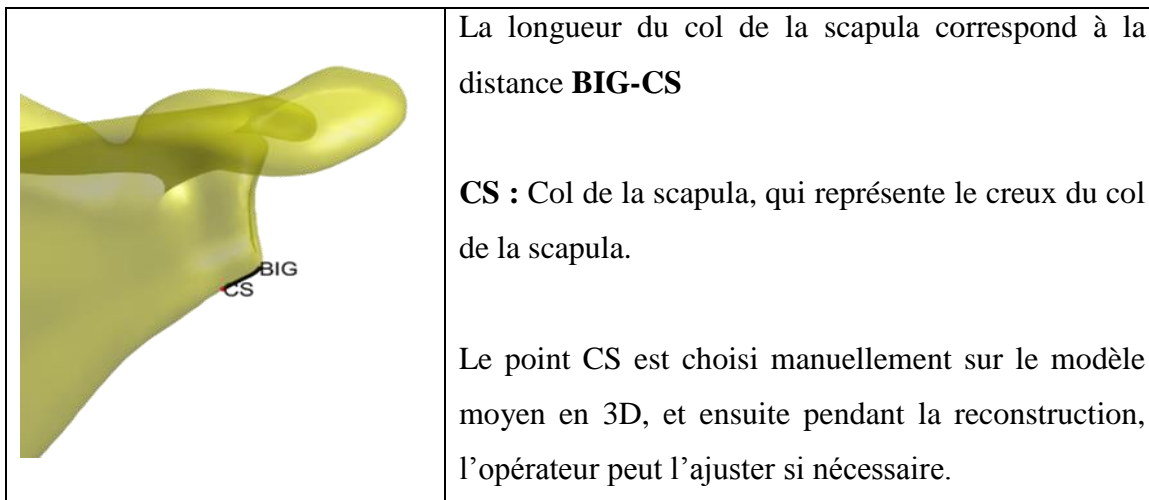 La longueur du col de la scapula correspond à la
distance BIG-CS
CS : Col de la scapula, qui représente le creux du col
de la scapula.
Le point CS est choisi manuellement sur le modèle
moyen en 3D, et ensuite pendant la reconstruction,
l’opérateur peut l’ajuster si nécessaire.
BIG
CS